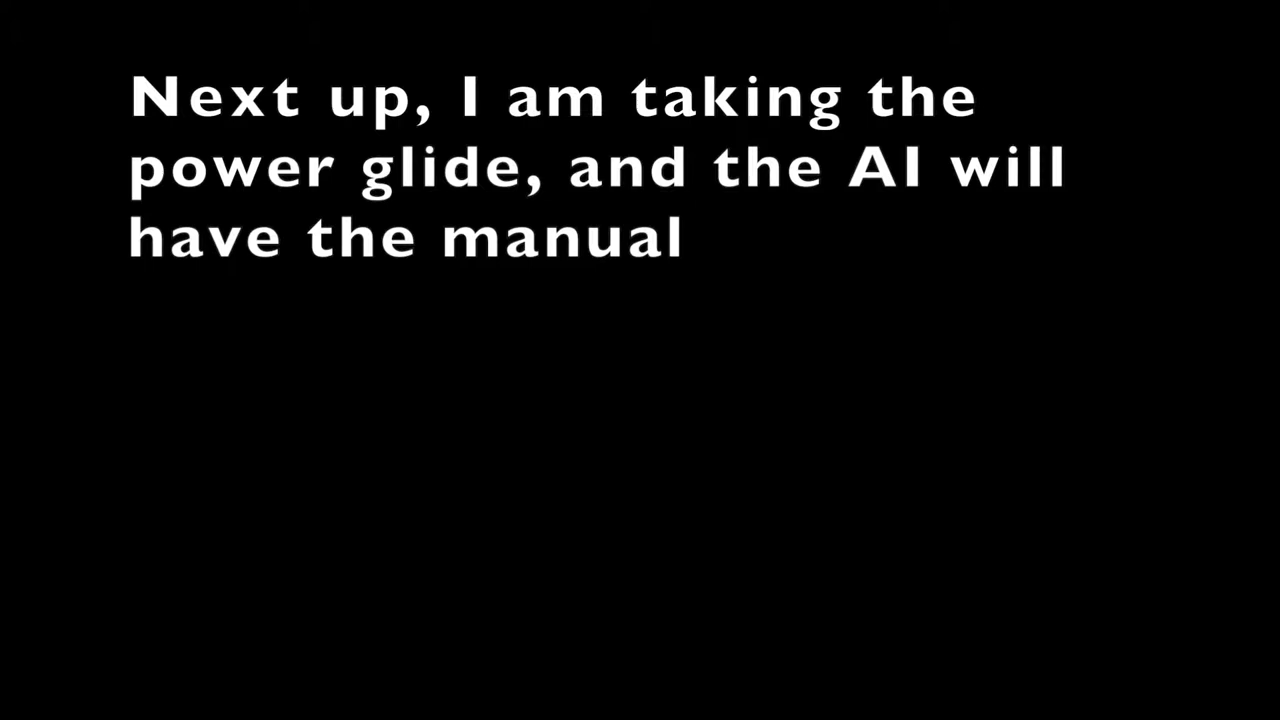 Next up, I am taking the
power glide, and the AI will
have the manual